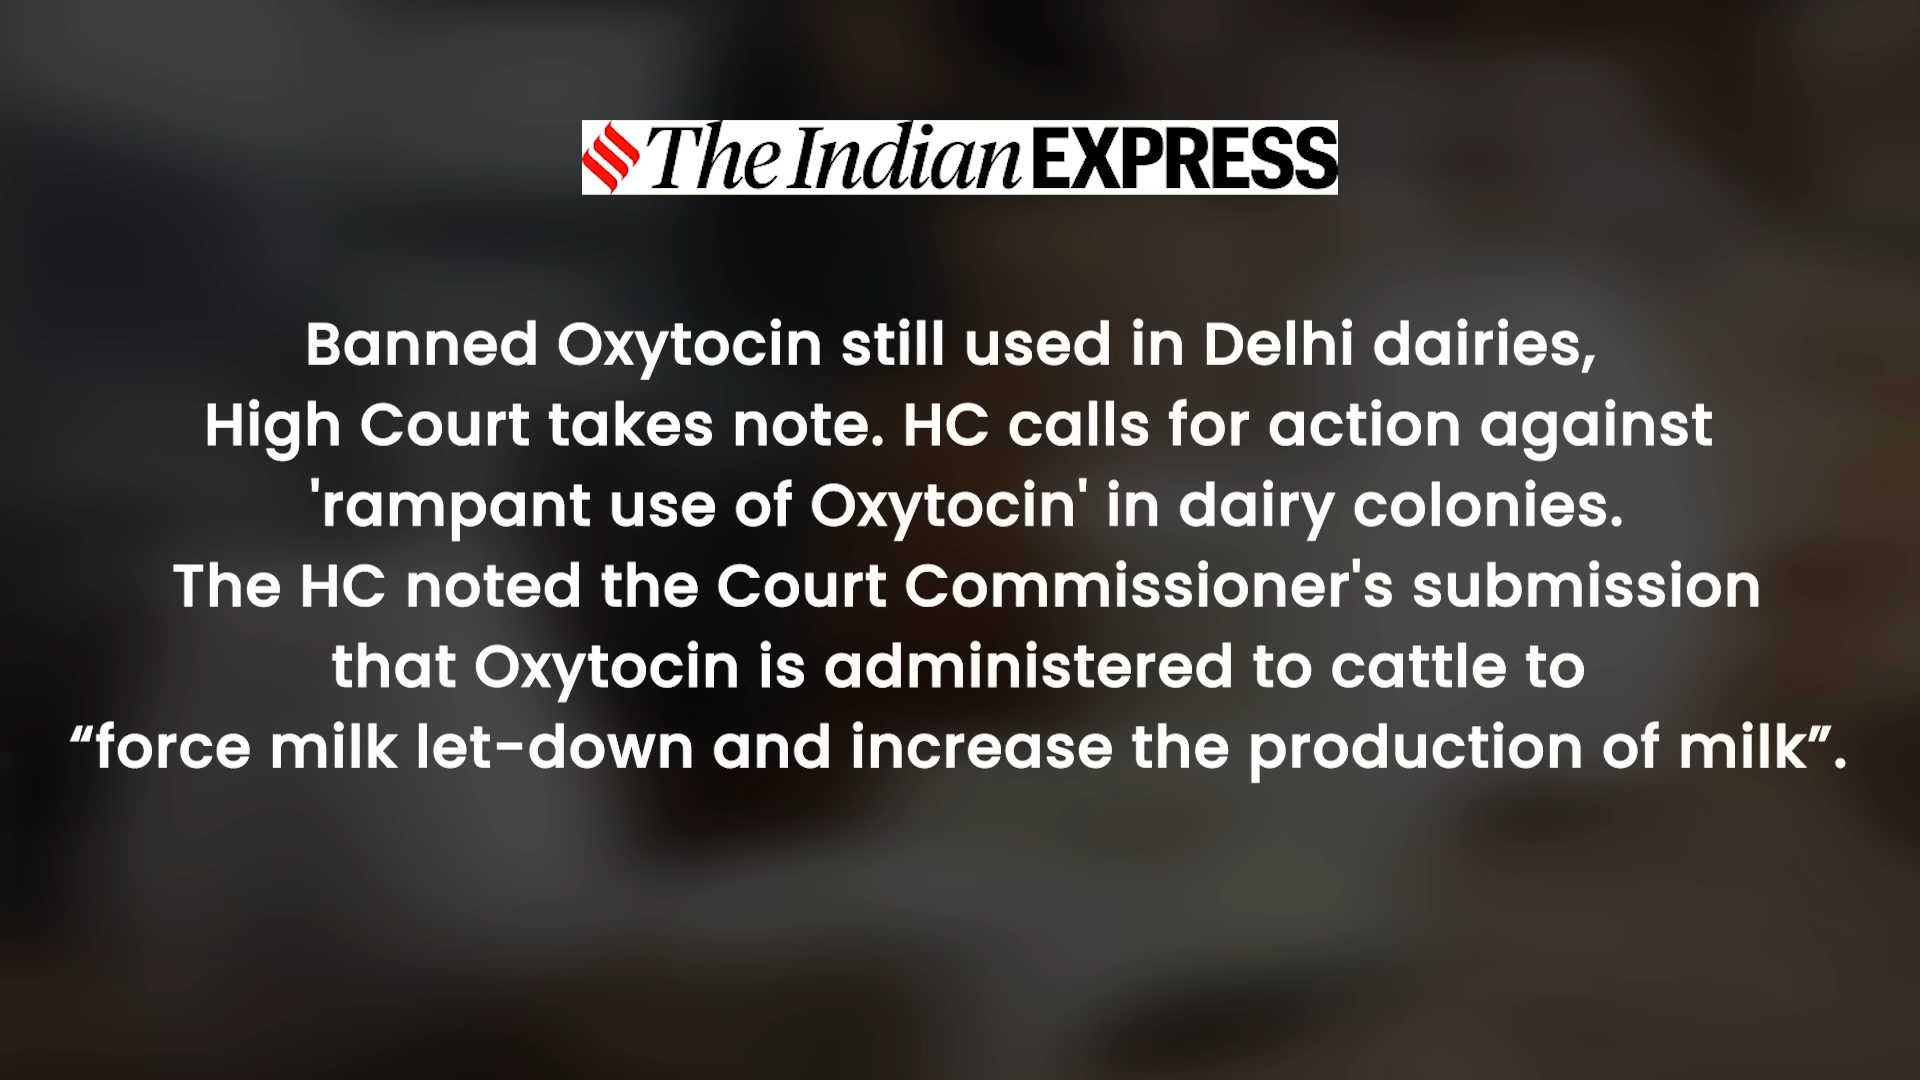 The Indian EXPRESS
Banned Oxytocin still used in Delhi dairies,
High Court takes note. HC calls for action against
'rampant use of Oxytocin' in dairy colonies.
The HC noted the Court Commissioner's submission
that Oxytocin is administered to cattle to
“force milk let-down and increase the production of milk”.